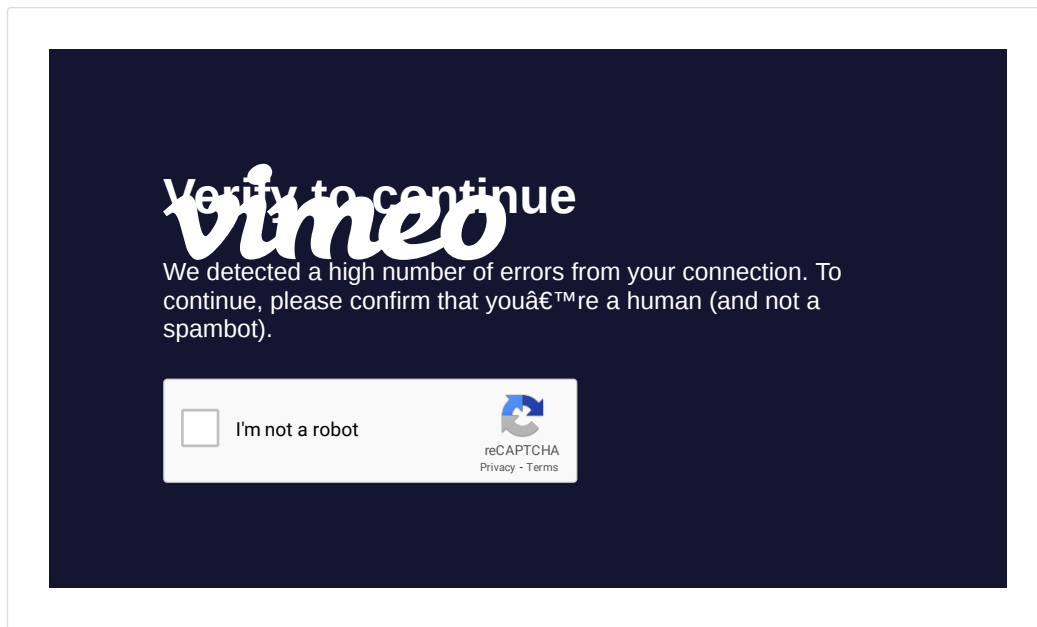 Verify to continue
vimeo
We detected a high number of errors from your connection. To
continue, please confirm that youâ€™re a human (and not a
spambot).
I'm not a robot
reCAPTCHA
Privacy - Terms